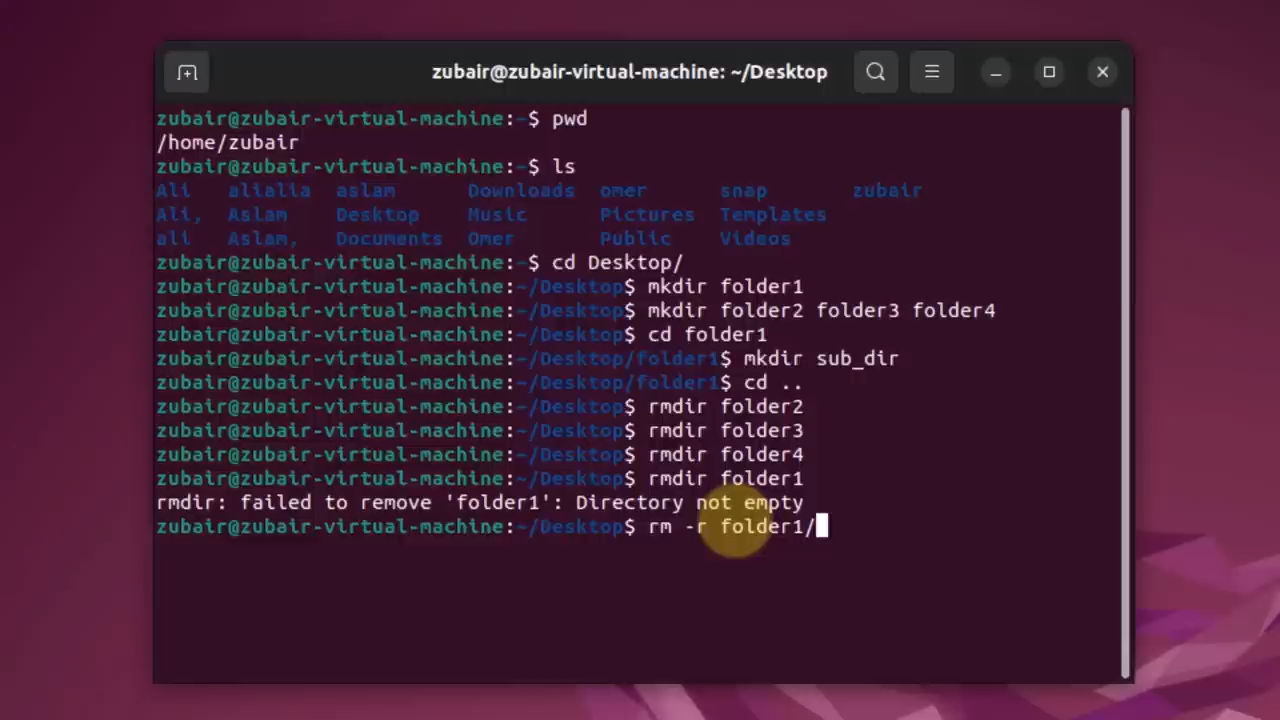 zubair@zubair-virtual-machine: ~/Desktop
zubair@zubair-virtual-machine:~$ pwd
/home/zubair
zubair@zubair-virtual-machine:~$ ls
Ali alialia aslam Downloads omer snap zubair
Ali, Aslam Desktop Music Pictures Templates
ali Aslam, Documents Omer Public Videos
zubair@zubair-virtual-machine:~$ cd Desktop/
zubair@zubair-virtual-machine:~/Desktop$ mkdir folder1
zubair@zubair-virtual-machine:~/Desktop$ mkdir folder2 folder3 folder4
zubair@zubair-virtual-machine:~/Desktop$ cd folder1
zubair@zubair-virtual-machine:~/Desktop/folder1$ mkdir sub_dir
zubair@zubair-virtual-machine:~/Desktop/folder1$ cd ..
zubair@zubair-virtual-machine:~/Desktop$ rmdir folder2
zubair@zubair-virtual-machine:~/Desktop$ rmdir folder3
zubair@zubair-virtual-machine:~/Desktop$ rmdir folder4
zubair@zubair-virtual-machine:~/Desktop$ rmdir folder1
rmdir: failed to remove 'folder1': Directory not empty
zubair@zubair-virtual-machine:~/Desktop$ rm -r folder1/